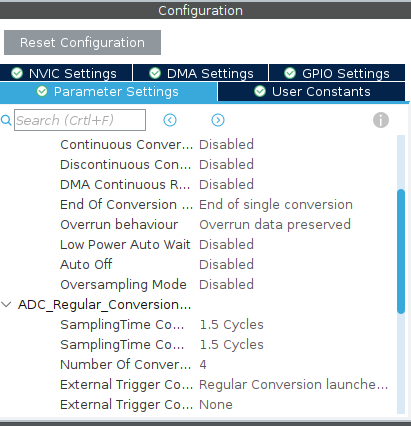 Configuration
Reset Configuration
NVIC Settings DMA Settings GPIO Settings
Parameter Settings User Constants
Search (Crtl+F)
Continuous Conver... Disabled
Discontinuous Con... Disabled
DMA Continuous R... Disabled
End Of Conversion ... End of single conversion
Overrun behaviour Overrun data preserved
Low Power Auto Wait Disabled
Auto Off Disabled
Oversampling Mode Disabled
ADC_Regular_Conversion...
SamplingTime Co... 1.5 Cycles
SamplingTime Co... 1.5 Cycles
Number Of Conver... 4
External Trigger Co... Regular Conversion launche...
External Trigger Co... None